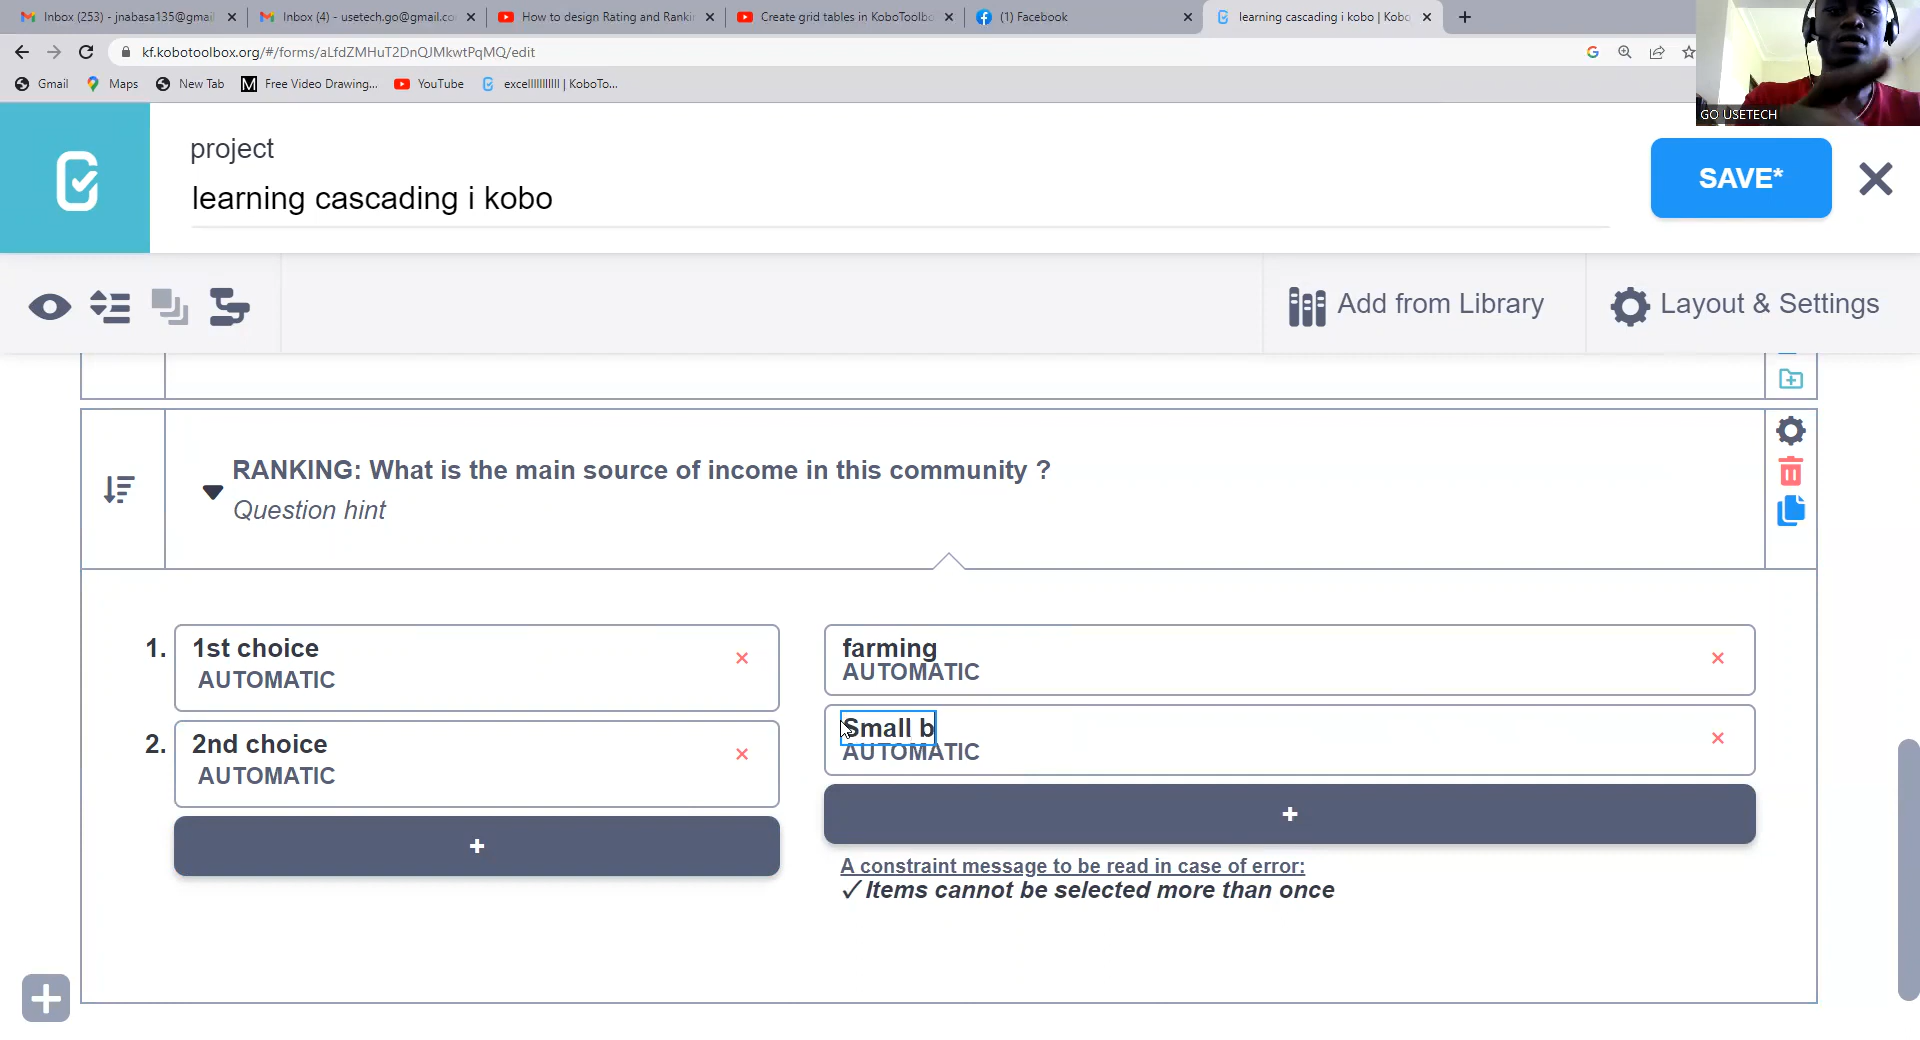 Inbox (253) - jnabasa135@gmai
Inbox (4) - usetech.go@gmail.co
How to design Rating and Ranki
Create grid tables in KoboToolbo
(1) Facebook
learning cascading i kobo | Kobo
kf.kobotoolbox.org/#/forms/aLfdZMHuT2DnQJMkwtPqMQ/edit
Gmail
Maps
New Tab
Free Video Drawing...
YouTube
excellllllllllll | KoboTo...
GO USETECH
project
learning cascading i kobo
SAVE*
Add from Library
Layout & Settings
RANKING: What is the main source of income in this community ?
Question hint
1. 1st choice
AUTOMATIC
2. 2nd choice
AUTOMATIC
+
farming
AUTOMATIC
Small b
AUTOMATIC
+
A constraint message to be read in case of error:
✓Items cannot be selected more than once